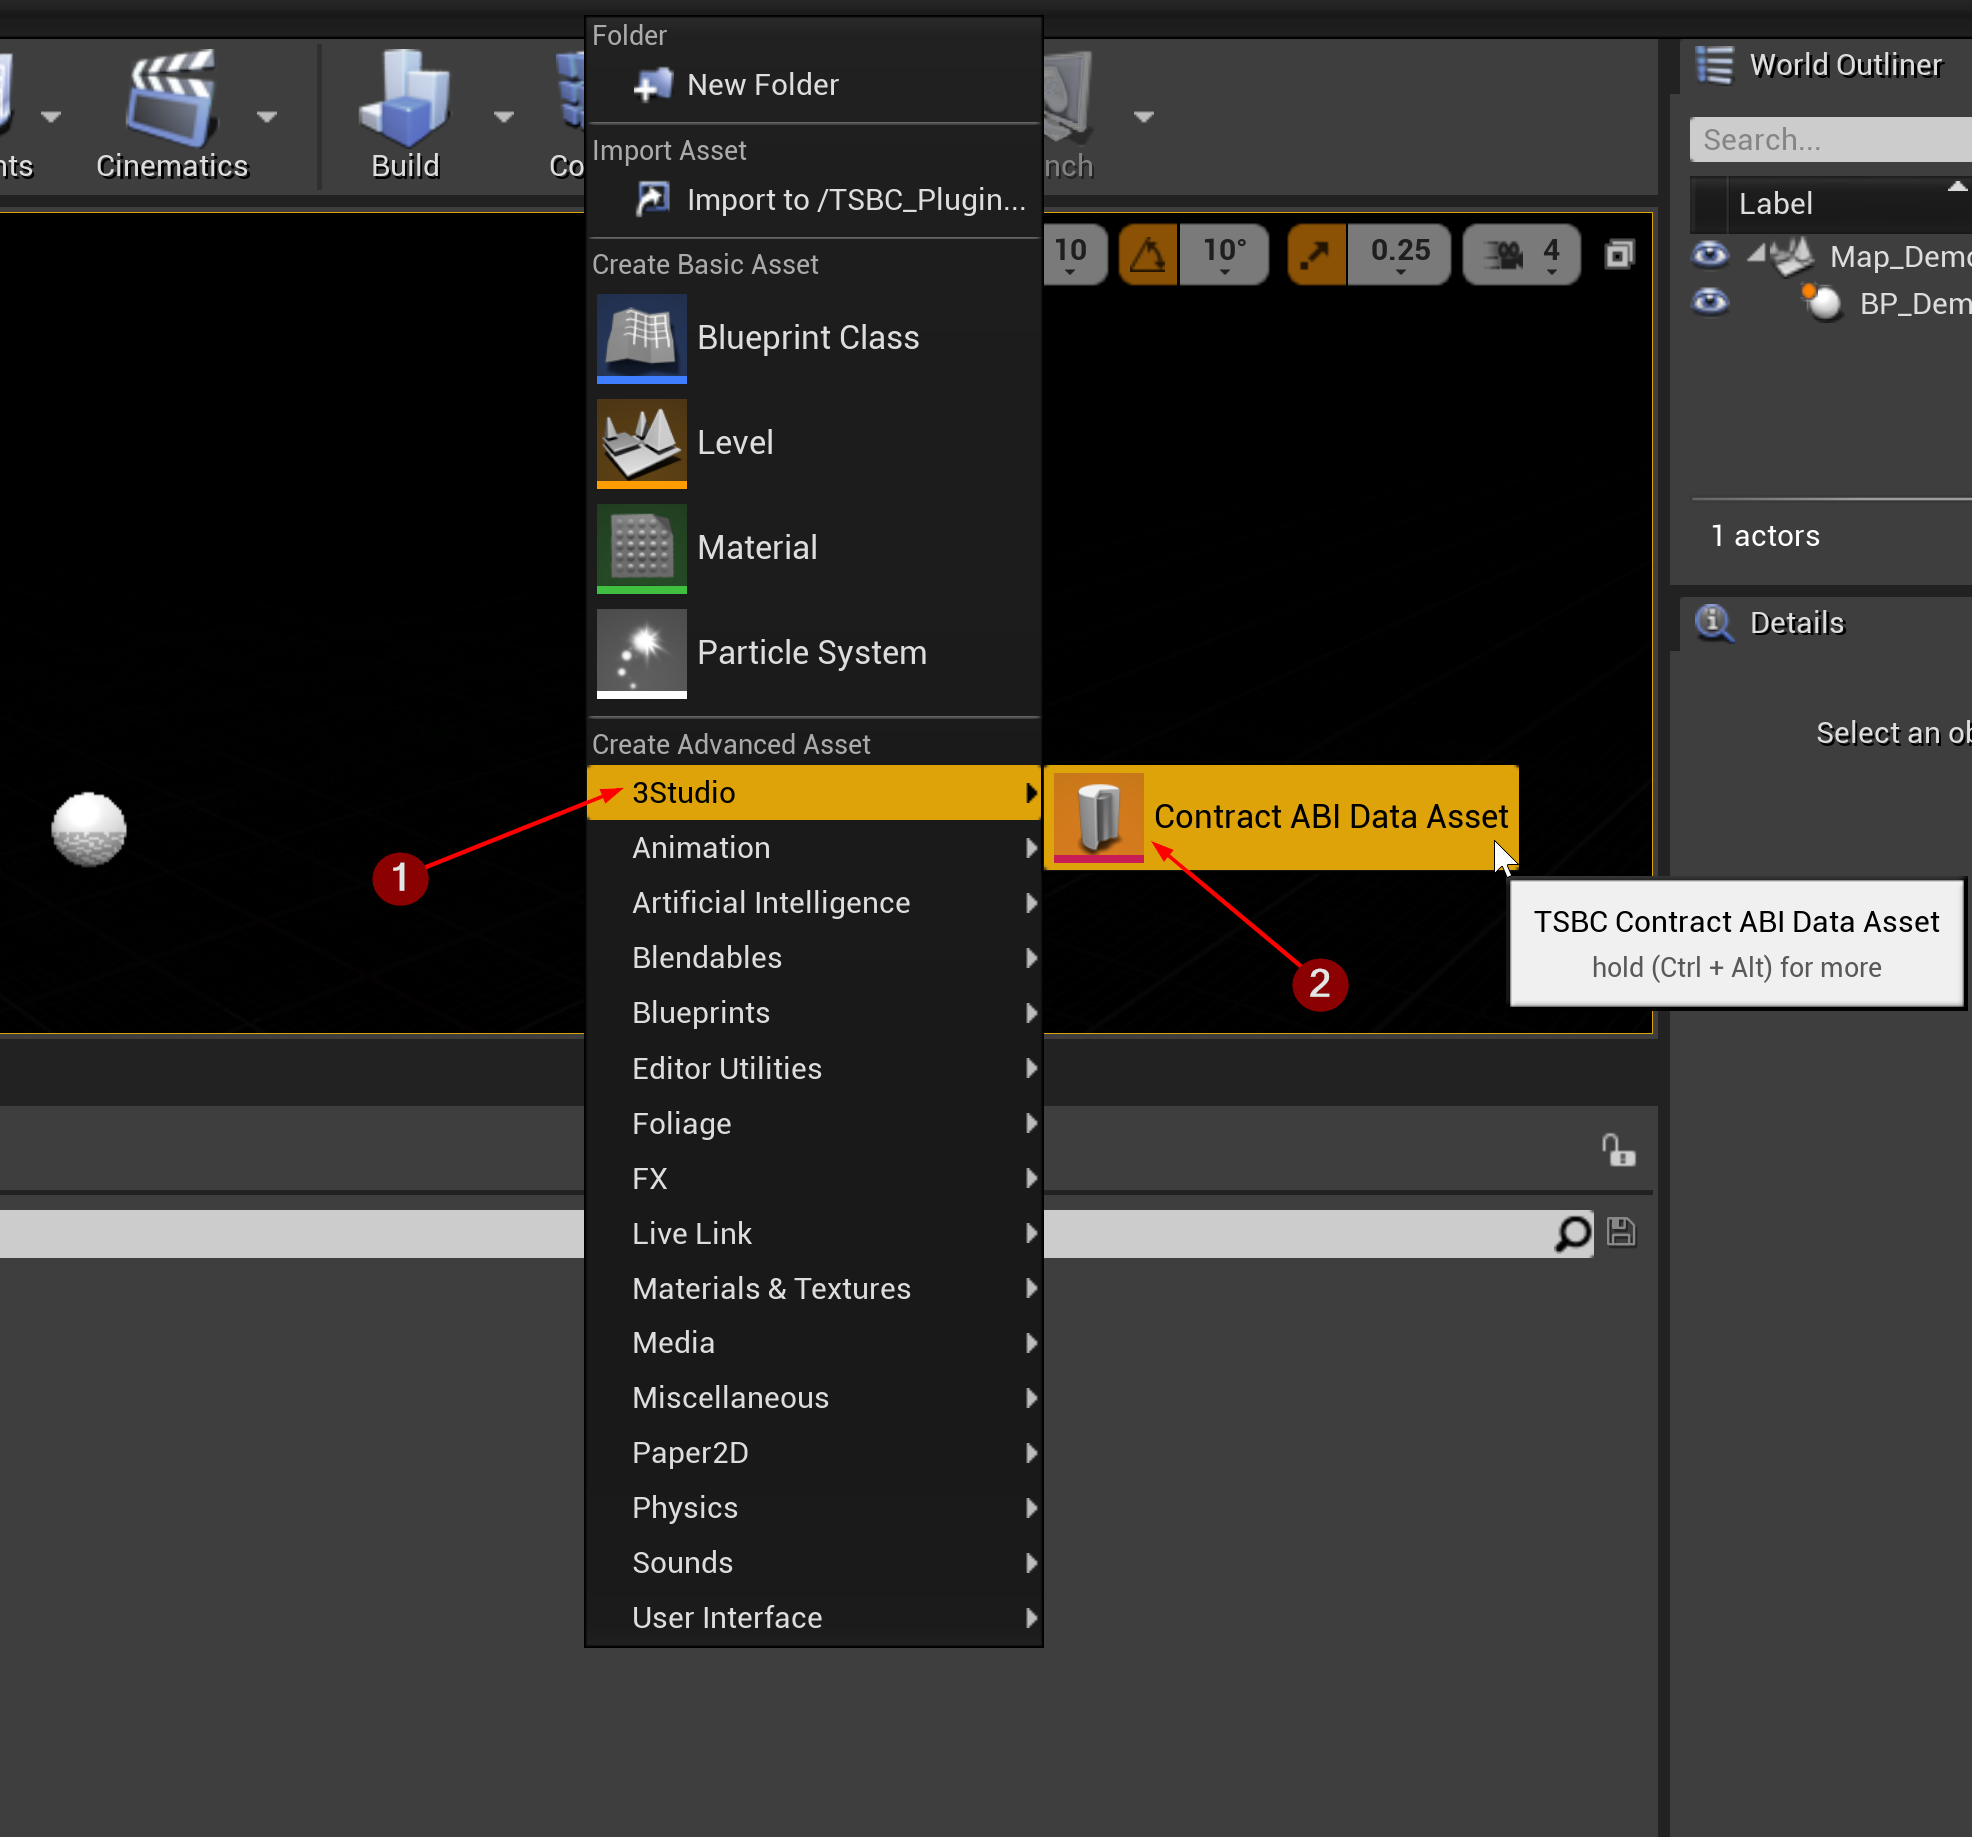 Folder
New Folder
Import Asset
Import to /TSBC_Plugin...
Create Basic Asset
Blueprint Class
Level
Material
Particle System
Create Advanced Asset
3Studio
Animation
Artificial Intelligence
Blendables
Blueprints
Editor Utilities
Foliage
FX
Live Link
Materials & Textures
Media
Miscellaneous
Paper2D
Physics
Sounds
User Interface
Contract ABI Data Asset
TSBC Contract ABI Data Asset
hold (Ctrl + Alt) for more
1
2
nts
Cinematics
Build
Co
nch
10
10°
0.25
4
World Outliner
Search...
Label
Map_Demo
BP_Dem
1 actors
Details
Select an ob